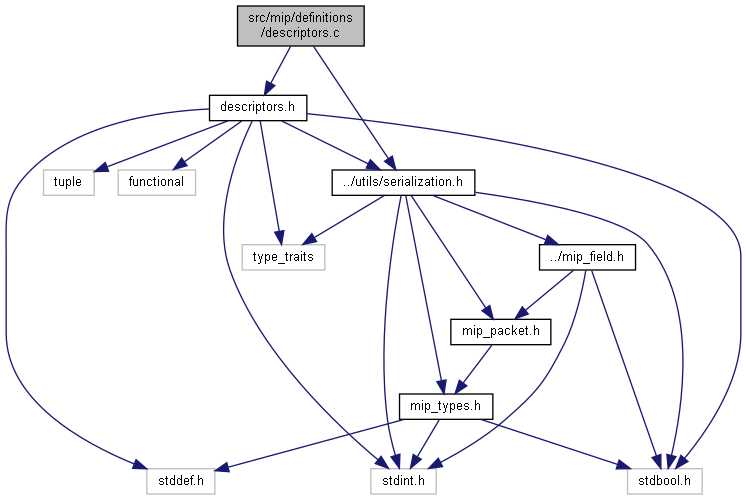 src/mip/definitions
/descriptors.c
descriptors.h
tuple
functional
../utils/serialization.h
type_traits
../mip_field.h
mip_packet.h
mip_types.h
stddef.h
stdint.h
stdbool.h